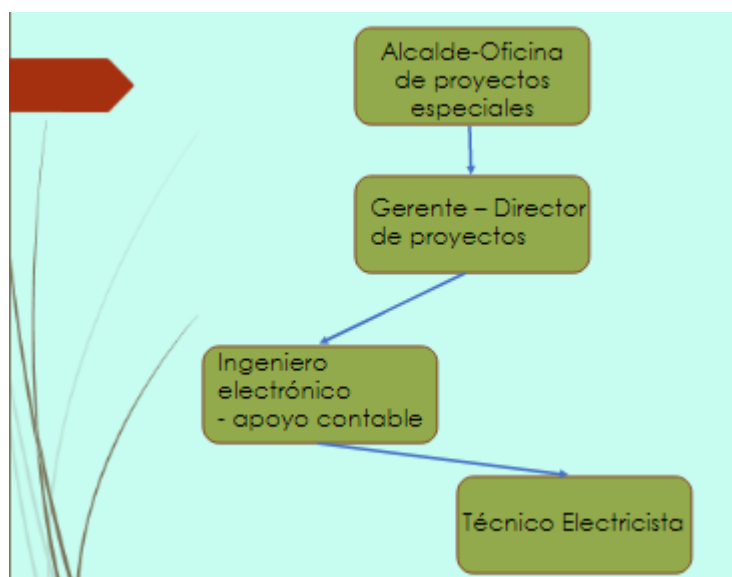 Alcalde-Oficina
de proyectos
especiales
Gerente – Director
de proyectos
Ingeniero
electrónico
- apoyo contable
Técnico Electricista